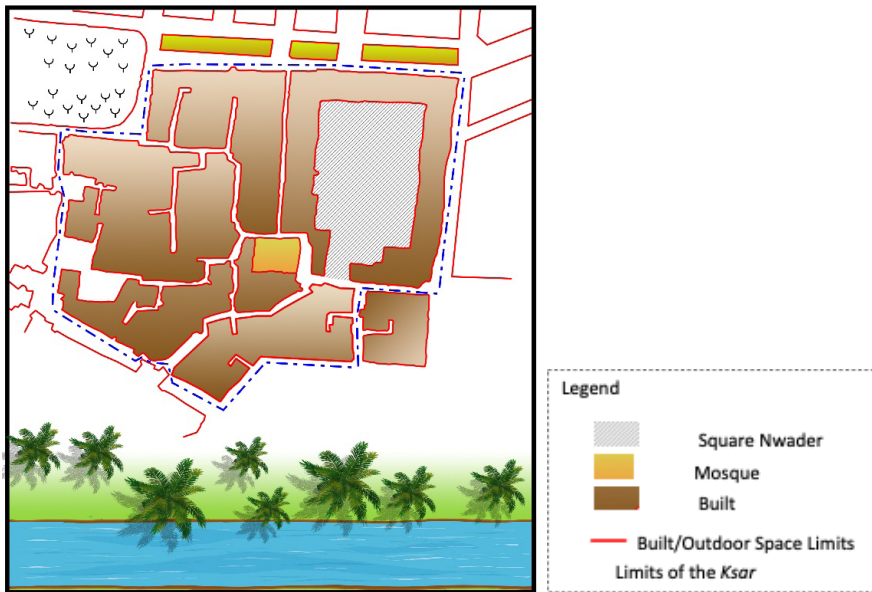 Legend
Square Nwader
Mosque
Built
Built/Outdoor Space Limits
Limits of the Ksar